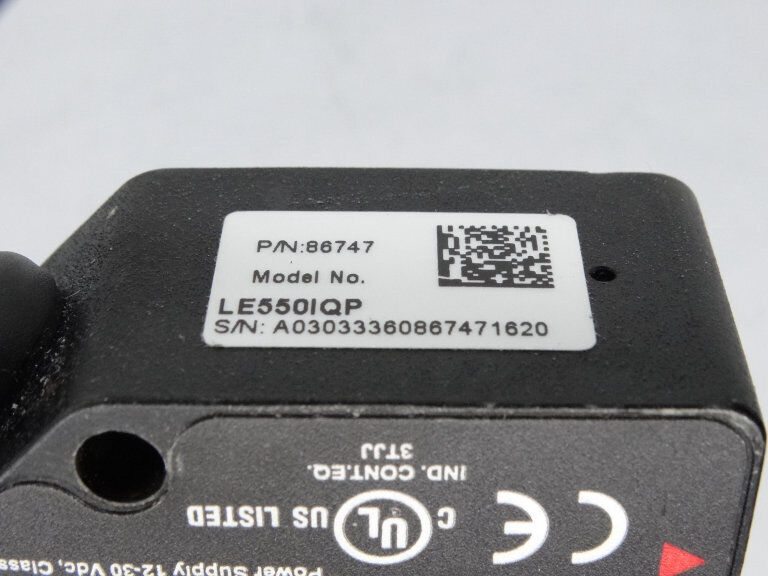 P/N:86747
Model No.
LE550IQP
S/N: A03033360867471620
Power Supply 12-30 Vdc, Class
C UL US LISTED CE
IND. CONT.EQ.
3TJJ